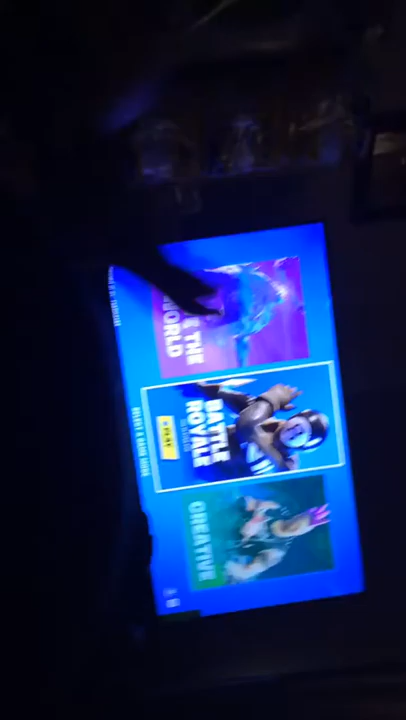 THE
WORLD
BATTLE
ROYALE
PLAY
CREATIVE
SELECT A GAME MODE